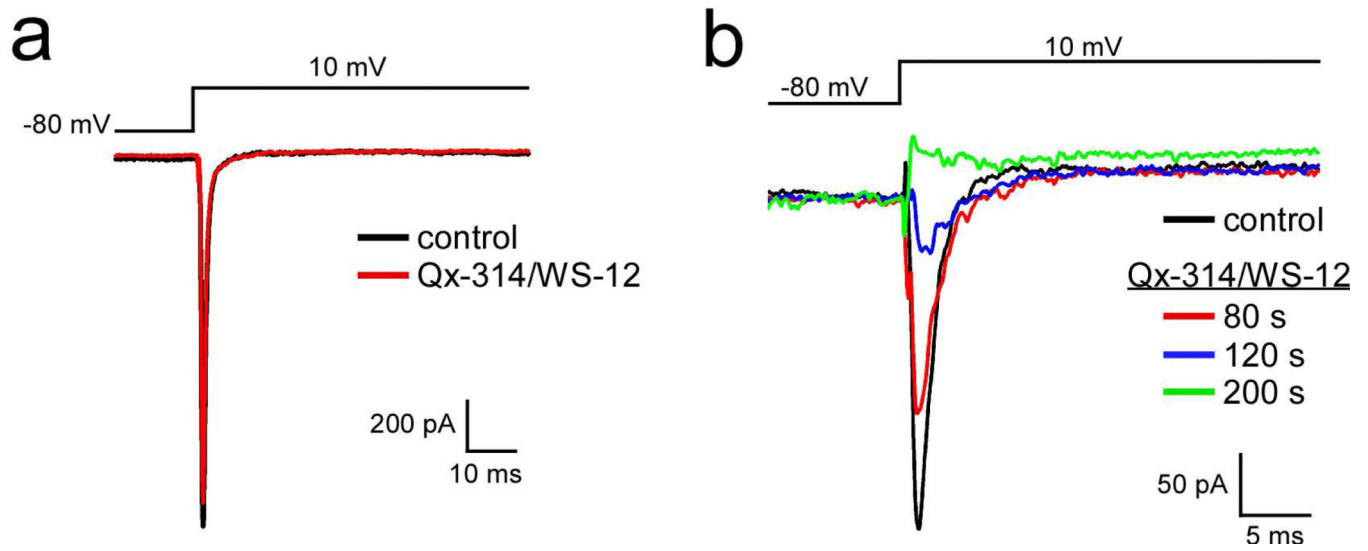 a
10 mV
-80 mV
control
Qx-314/WS-12
200 pA
10 ms
b
10 mV
-80 mV
control
Qx-314/WS-12
80 s
120 s
200 s
50 pA
5 ms